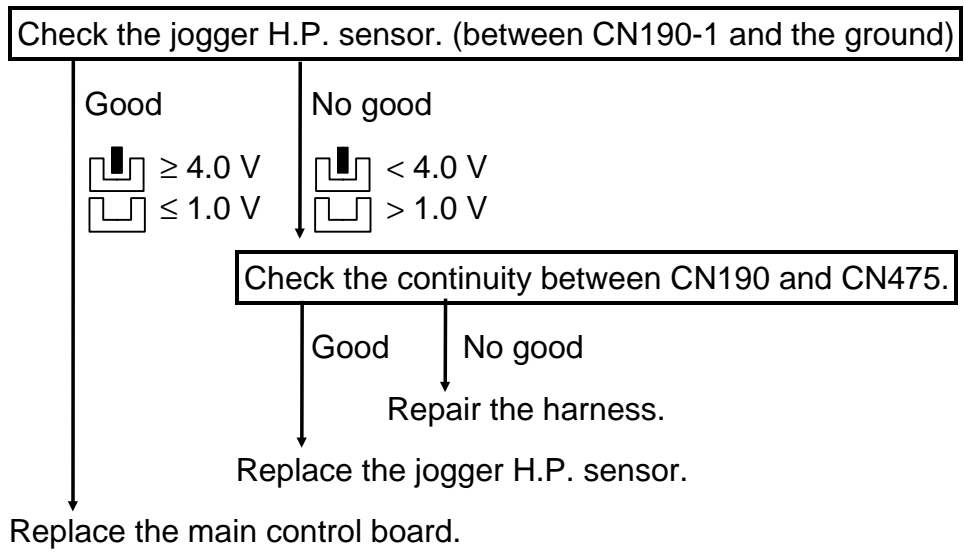 Check the jogger H.P. sensor. (between CN190-1 and the ground)
Good No good
≥ 4.0 V < 4.0 V
≤ 1.0 V > 1.0 V
Check the continuity between CN190 and CN475.
Good No good
Repair the harness.
Replace the jogger H.P. sensor.
Replace the main control board.